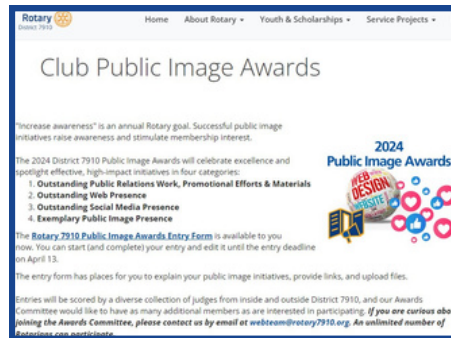 Rotary
District 7910
Home About Rotary Youth & Scholarships Service Projects
Club Public Image Awards
"Increase awareness" is an annual Rotary goal. Successful public image
initiatives raise awareness and stimulate membership interest.
The 2024 District 7910 Public Image Awards will celebrate excellence and
spotlight effective, high-impact initiatives in four categories:
1. Outstanding Public Relations Work, Promotional Efforts & Materials
2. Outstanding Web Presence
3. Outstanding Social Media Presence
4. Exemplary Public Image Presence
2024
Public Image Awards
WEB
DESIGN
WEBSITE
The Rotary 7910 Public Image Awards Entry Form is available to you
now. You can start (and complete) your entry and edit it until the entry deadline
on April 13.
The entry form has places for you to explain your public image initiatives, provide links, and upload files.
Entries will be scored by a diverse collection of judges from inside and outside District 7910, and our Awards
Committee would like to have as many additional members as are interested in participating. If you are curious abo
joining the Awards Committee, please contact us by email at webteam@rotary7910.org. An unlimited number of
Rotarians can participate